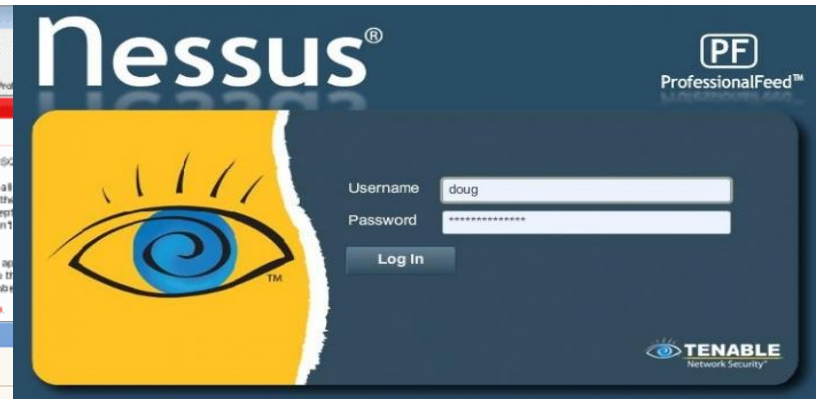 Nessus®
PF
ProfessionalFeed™
Username doug
Password **************
Log In
TM
TENABLE
Network Security®